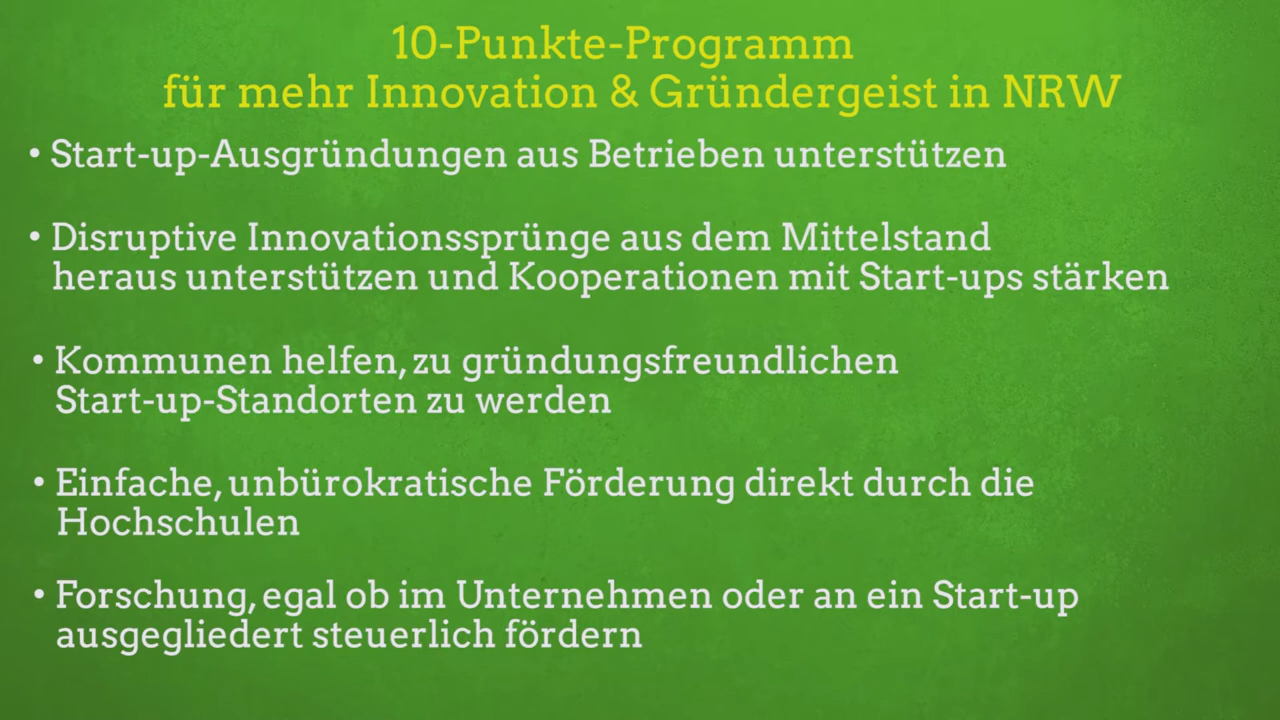 10-Punkte-Programm
für mehr Innovation & Gründergeist in NRW
• Start-up-Ausgründungen aus Betrieben unterstützen
• Disruptive Innovationssprünge aus dem Mittelstand
heraus unterstützen und Kooperationen mit Start-ups stärken
• Kommunen helfen, zu gründungsfreundlichen
Start-up-Standorten zu werden
• Einfache, unbürokratische Förderung direkt durch die
Hochschulen
• Forschung, egal ob im Unternehmen oder an ein Start-up
ausgegliedert steuerlich fördern